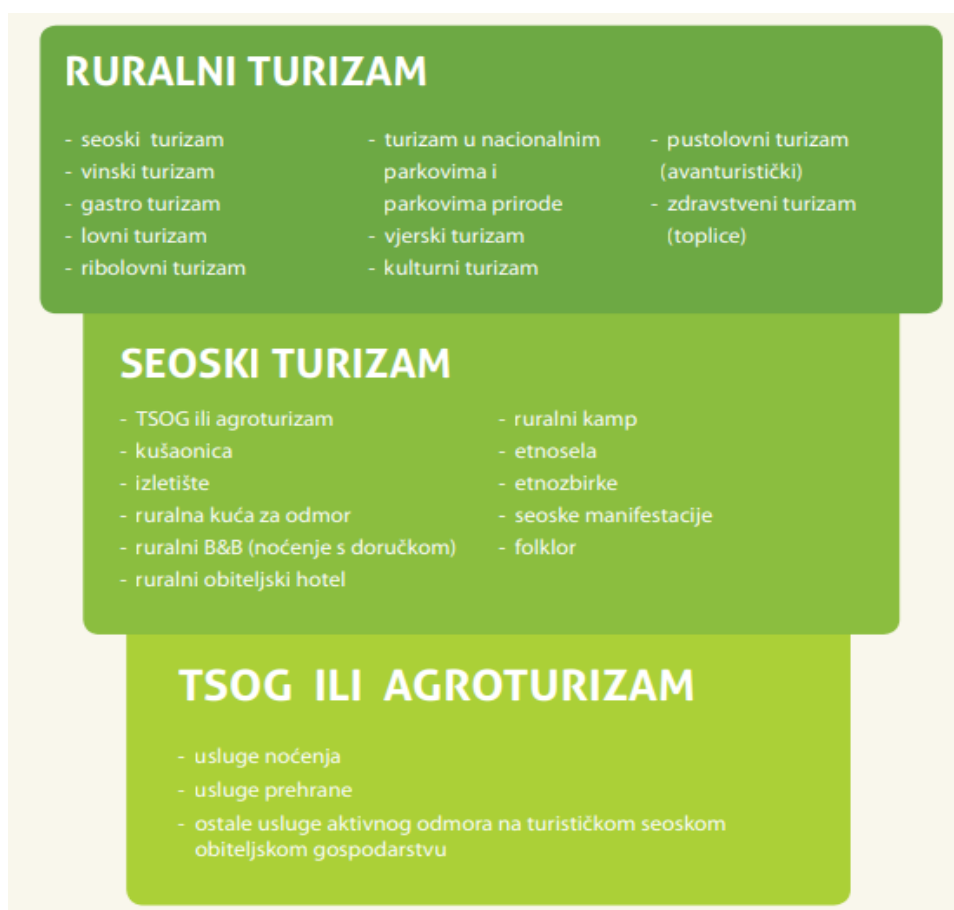 RURALNI TURIZAM
- seoski turizam
- vinski turizam
- gastro turizam
- lovni turizam
- ribolovni turizam
- turizam u nacionalnim
parkovima i
parkovima prirode
- vjerski turizam
- kulturni turizam
- pustolovni turizam
(avanturistički)
- zdravstveni turizam
(toplice)
SEOSKI TURIZAM
- TSOG ili agroturizam
- kušaonica
- izletište
- ruralna kuća za odmor
- ruralni B&B (noćenje s doručkom)
- ruralni obiteljski hotel
- ruralni kamp
- etnosela
- etnozbirke
- seoske manifestacije
- folklor
TSOG ILI AGROTURIZAM
- usluge noćenja
- usluge prehrane
- ostale usluge aktivnog odmora na turističkom seoskom
obiteljskom gospodarstvu